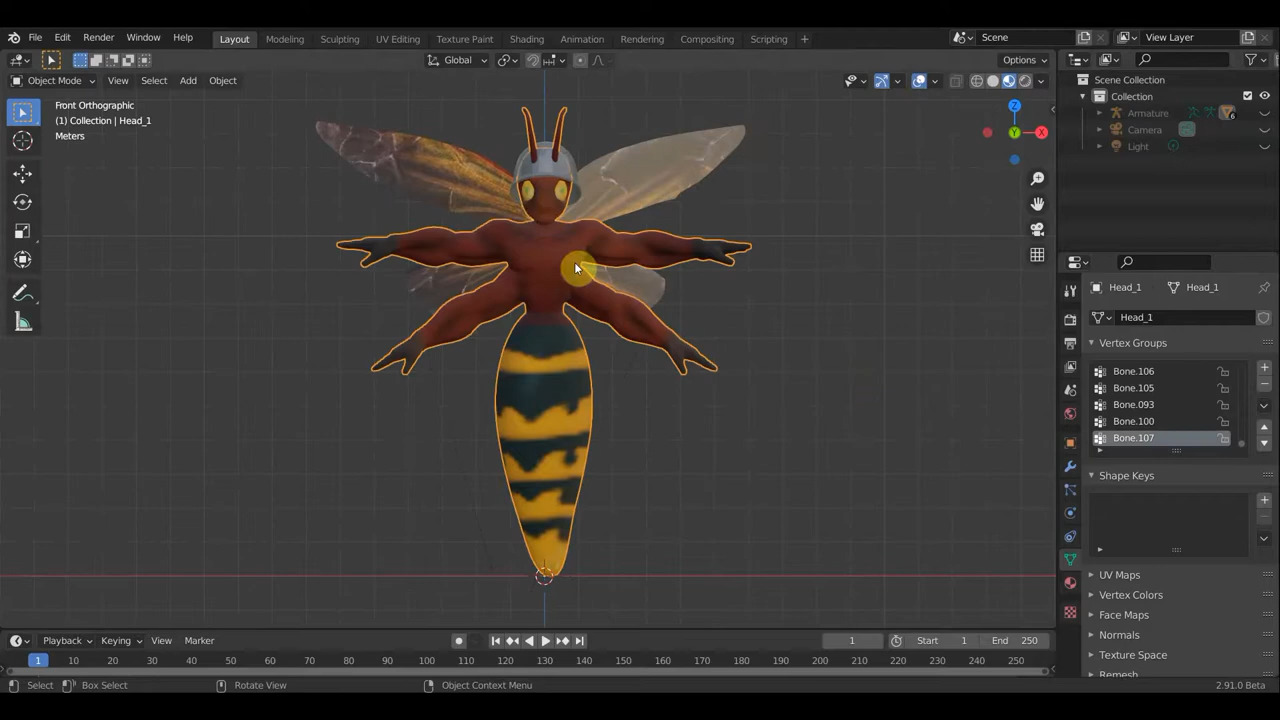 File Edit Render Window Help Layout Modeling Sculpting UV Editing Texture Paint Shading Animation Rendering Compositing Scripting + Scene View Layer
Global Options
Object Mode View Select Add Object
Scene Collection
Front Orthographic
Collection
(1) Collection | Head_1
Armature
Meters
Camera
Light
Z
Y
X
Head_1 Head_1
Head_1
Vertex Groups
Bone.106
Bone.105
Bone.093
Bone.100
Bone.107
Shape Keys
UV Maps
Vertex Colors
Face Maps
Normals
Texture Space
Remesh
Playback Keying View Marker 1 Start 1 End 250
1 10 20 30 40 50 60 70 80 90 100 110 120 130 140 150 160 170 180 190 200 210 220 230 240 250
Select Box Select Rotate View Object Context Menu 2.91.0 Beta